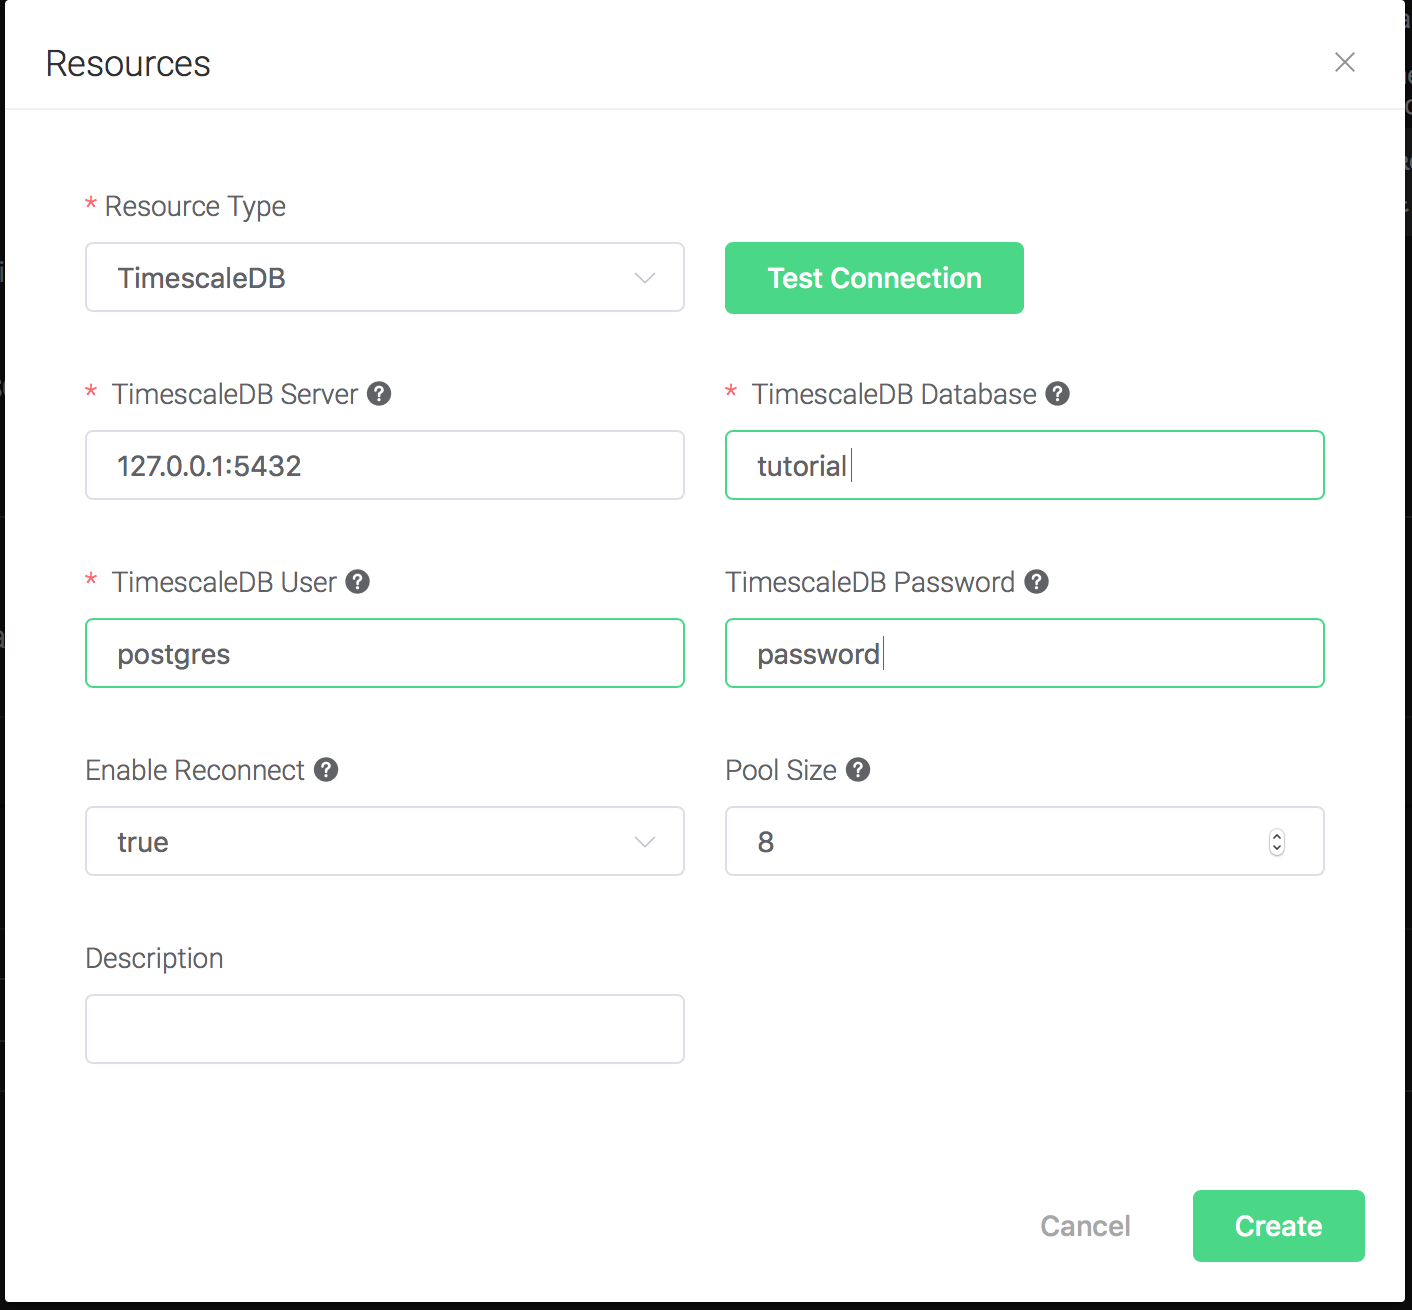 Resources
* Resource Type
TimescaleDB
Test Connection
* TimescaleDB Server
* TimescaleDB Database
127.0.0.1:5432
tutorial
* TimescaleDB User
TimescaleDB Password
postgres
password
Enable Reconnect
Pool Size
true
8
Description
Cancel
Create